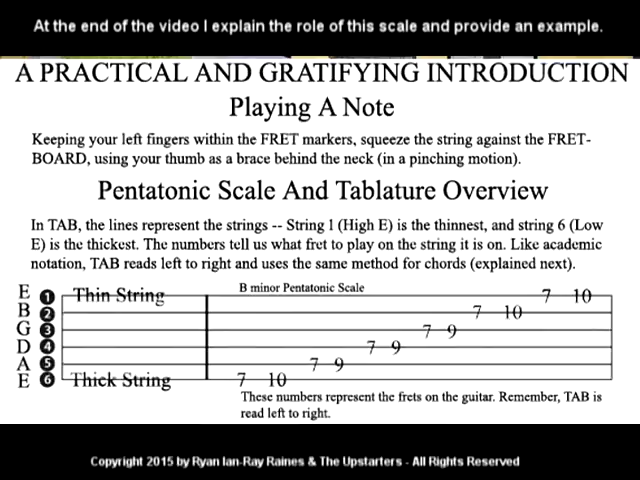 At the end of the video I explain the role of this scale and provide an example.
A PRACTICAL AND GRATIFYING INTRODUCTION
Playing A Note
Keeping your left fingers within the FRET markers, squeeze the string against the FRET-
BOARD, using your thumb as a brace behind the neck (in a pinching motion).
Pentatonic Scale And Tablature Overview
In TAB, the lines represent the strings -- String 1 (High E) is the thinnest, and string 6 (Low
E) is the thickest. The numbers tell us what fret to play on the string it is on. Like academic
notation, TAB reads left to right and uses the same method for chords (explained next).
B minor Pentatonic Scale
E 1 Thin String 7 10
B 2 7 10
G 3 7 9
D 4 7 9
A 5 7 9
E 6 Thick String 7 10
These numbers represent the frets on the guitar. Remember, TAB is
read left to right.
Copyright 2015 by Ryan Ian-Ray Raines & The Upstarters - All Rights Reserved